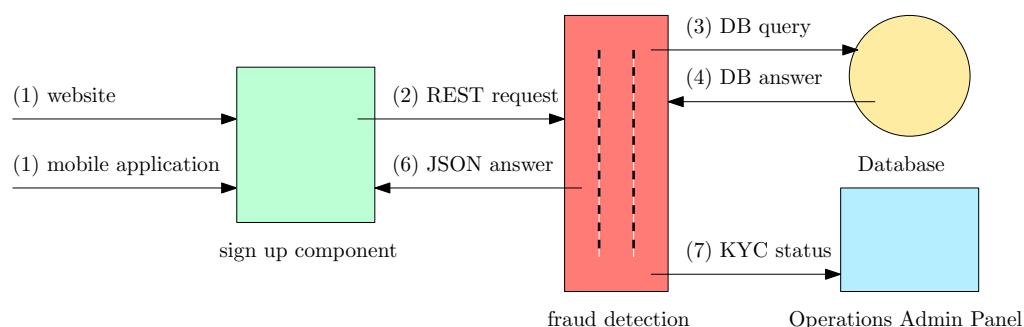 (3) DB query
(1) website
(2) REST request
(4) DB answer
(1) mobile application
(6) JSON answer
Database
sign up component
(7) KYC status
fraud detection
Operations Admin Panel